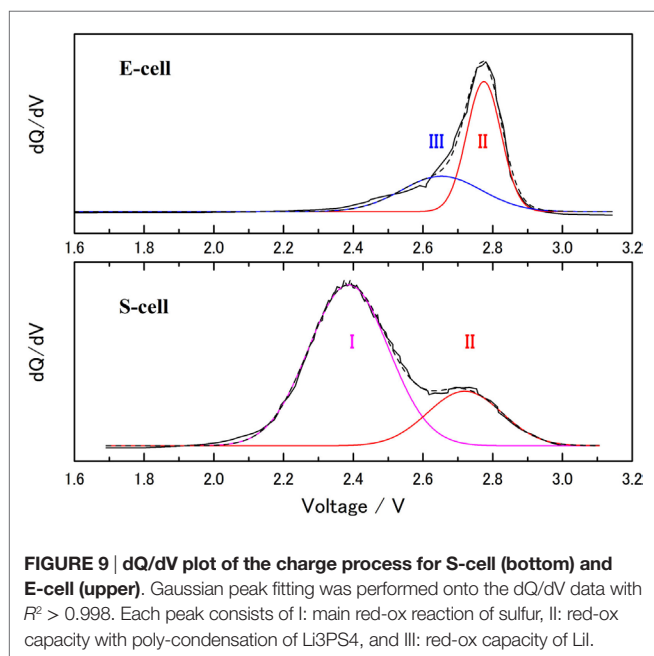 E-cell
dQ/dV
III
II
1.6 1.8 2.0 2.2 2.4 2.6 2.8 3.0 3.2
S-cell
dQ/dV
I
II
1.6 1.8 2.0 2.2 2.4 2.6 2.8 3.0 3.2
Voltage / V
FIGURE 9 | dQ/dV plot of the charge process for S-cell (bottom) and
E-cell (upper). Gaussian peak fitting was performed onto the dQ/dV data with
R² > 0.998. Each peak consists of I: main red-ox reaction of sulfur, II: red-ox
capacity with poly-condensation of Li3PS4, and III: red-ox capacity of LiI.